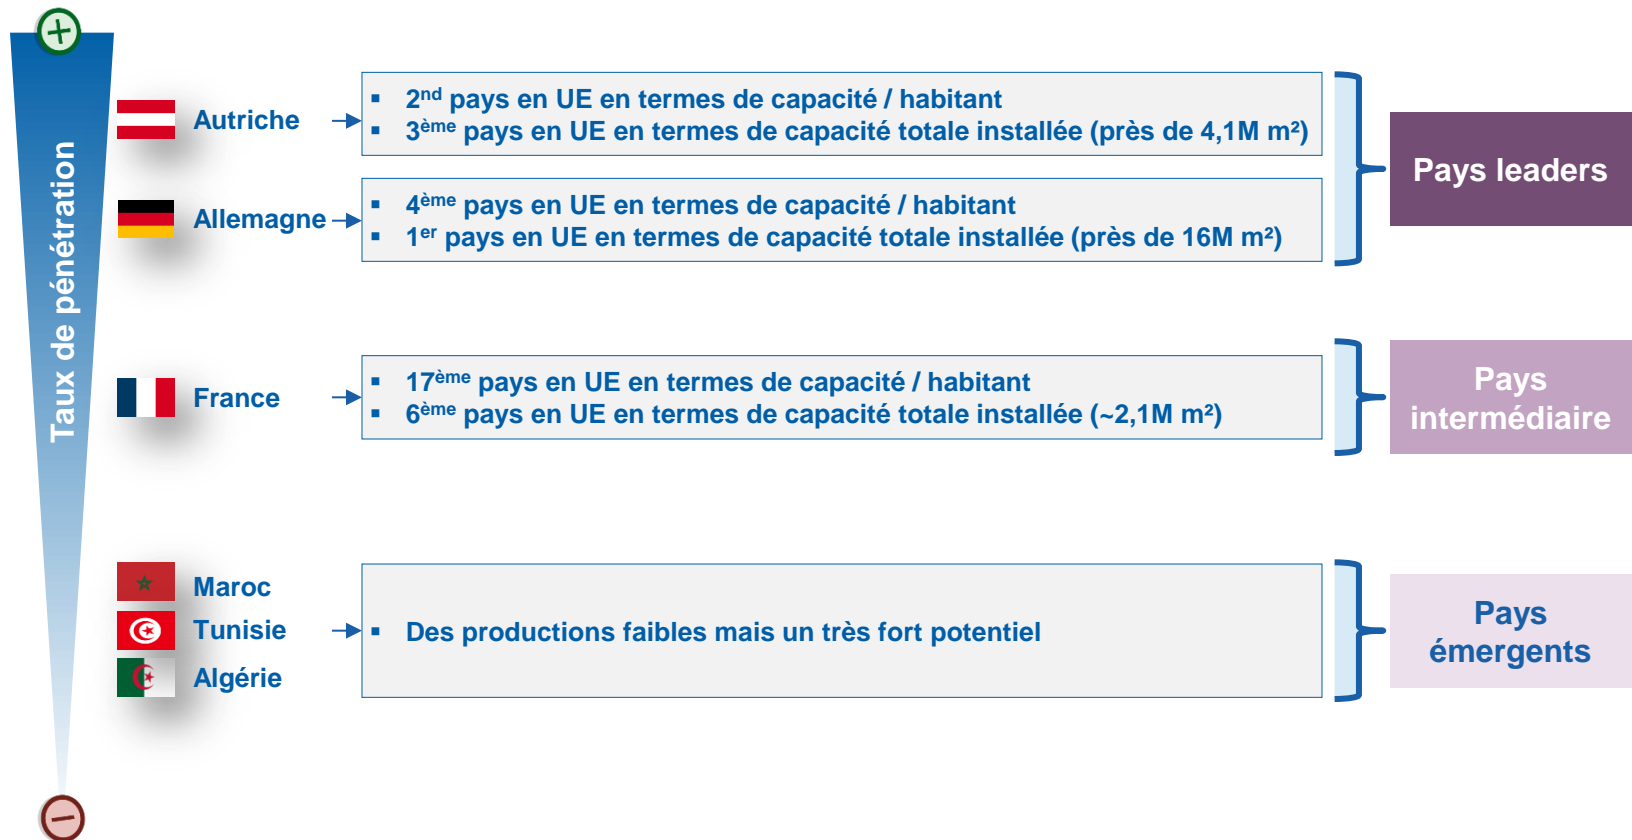 Taux de pénétration
Autriche
▪ 2nd pays en UE en termes de capacité / habitant
▪ 3ème pays en UE en termes de capacité totale installée (près de 4,1M m²)
Allemagne
▪ 4ème pays en UE en termes de capacité / habitant
▪ 1er pays en UE en termes de capacité totale installée (près de 16M m²)
Pays leaders
France
▪ 17ème pays en UE en termes de capacité / habitant
▪ 6ème pays en UE en termes de capacité totale installée (~2,1M m²)
Pays
intermédiaire
Maroc
Tunisie
Algérie
▪ Des productions faibles mais un très fort potentiel
Pays
émergents